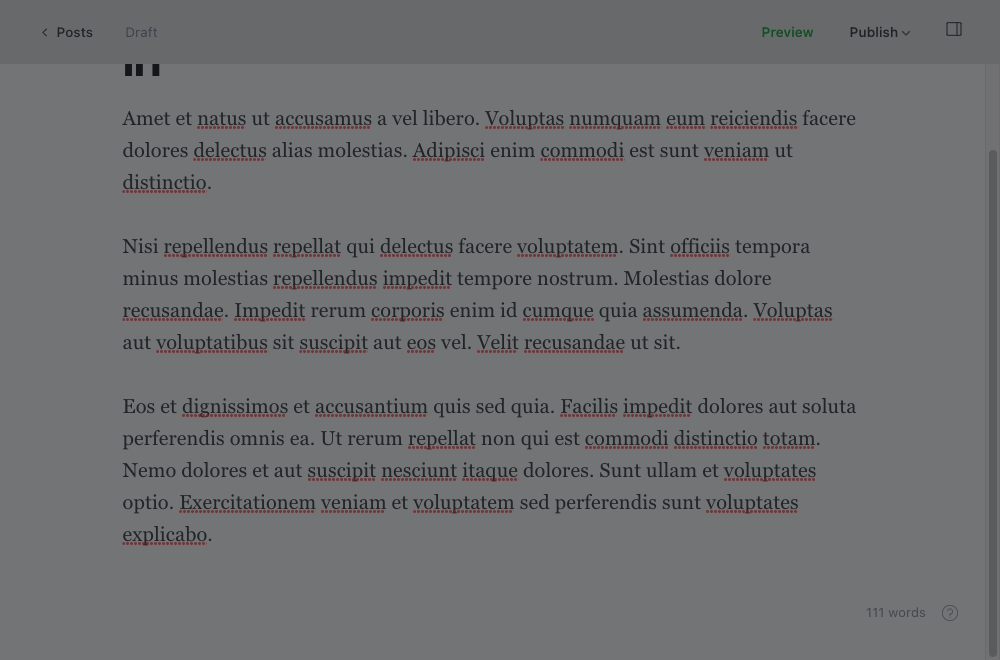 Posts Draft Preview Publish
Amet et natus ut accusamus a vel libero. Voluptas numquam eum reiciendis facere
dolores delectus alias molestias. Adipisci enim commodi est sunt veniam ut
distinctio.
Nisi repellendus repellat qui delectus facere voluptatem. Sint officiis tempora
minus molestias repellendus impedit tempore nostrum. Molestias dolore
recusandae. Impedit rerum corporis enim id cumque quia assumenda. Voluptas
aut voluptatibus sit suscipit aut eos vel. Velit recusandae ut sit.
Eos et dignissimos et accusantium quis sed quia. Facilis impedit dolores aut soluta
perferendis omnis ea. Ut rerum repellat non qui est commodi distinctio totam.
Nemo dolores et aut suscipit nesciunt itaque dolores. Sunt ullam et voluptates
optio. Exercitationem veniam et voluptatem sed perferendis sunt voluptates
explicabo.
111 words ?